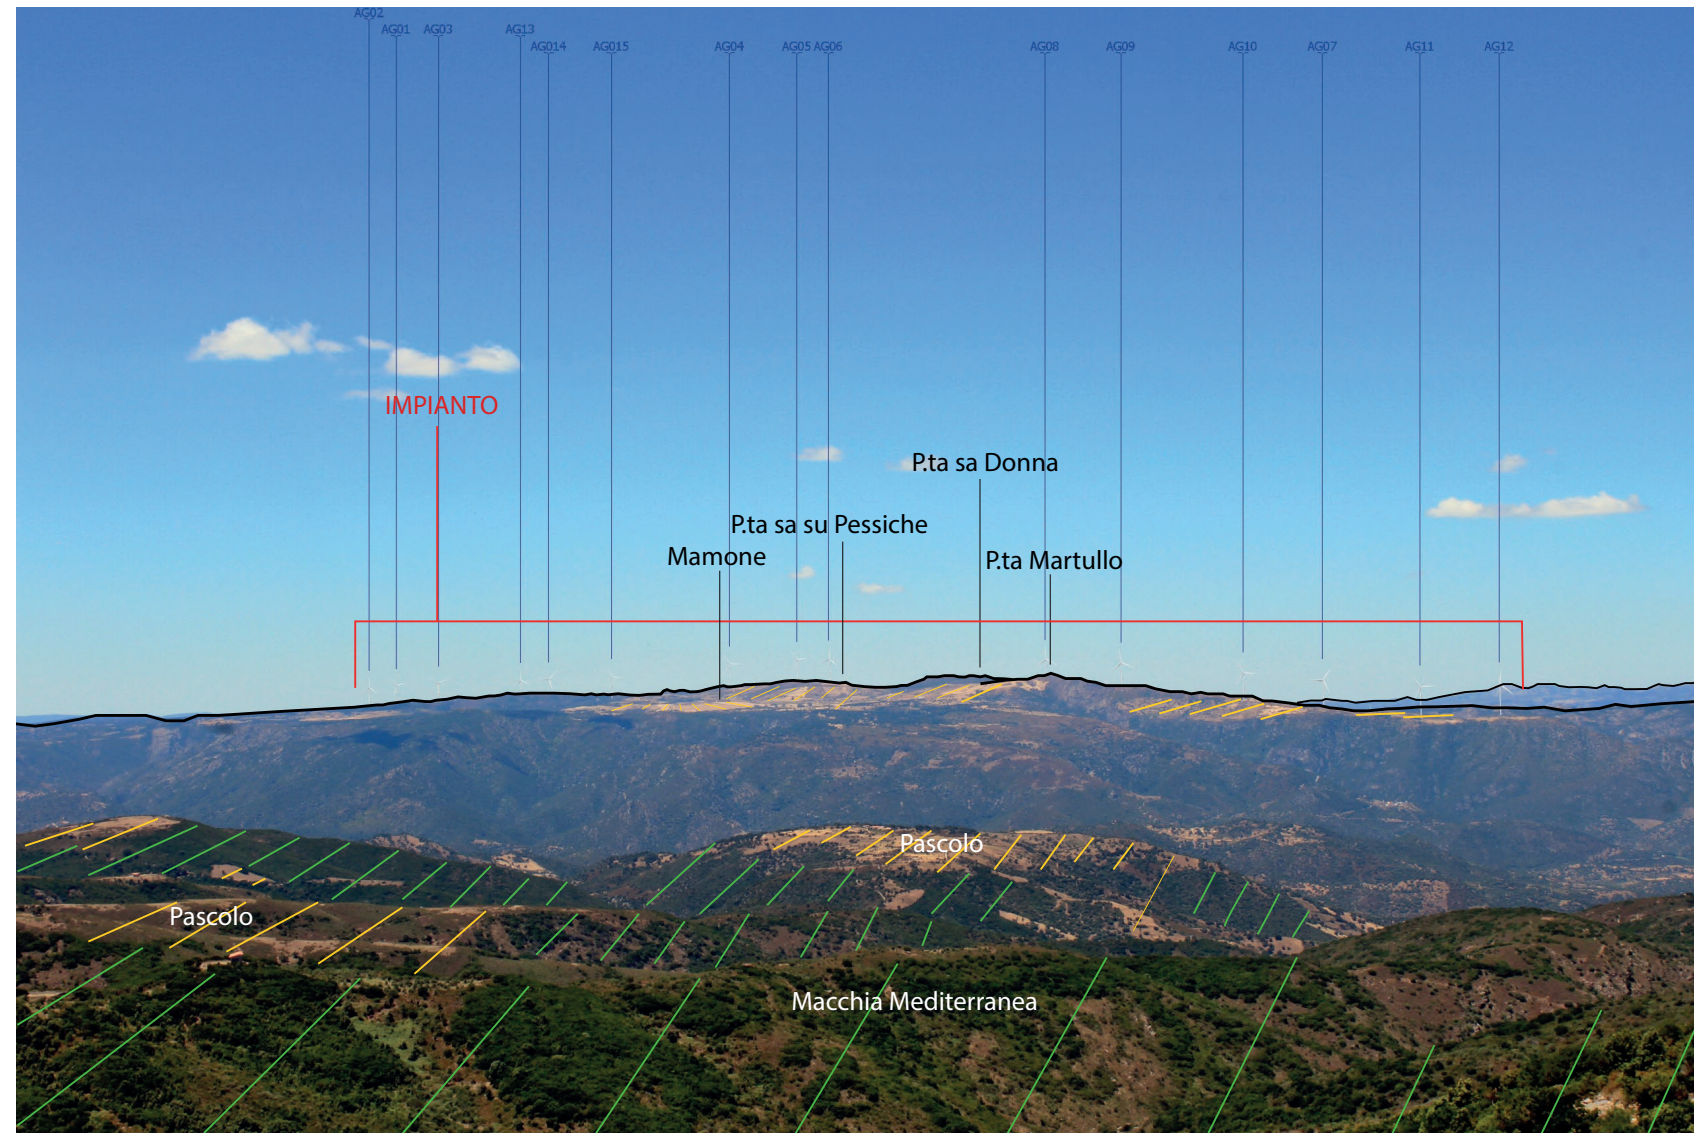 AG02
AG01 AG03 AG13
AG014 AG015 AG04 AG05 AG06 AG08 AG09 AG10 AG07 AG11 AG12
IMPIANTO
P.ta sa Donna
P.ta sa su Pessiche
Mamone
P.ta Martullo
Pascolo
Pascolo
Macchia Mediterranea